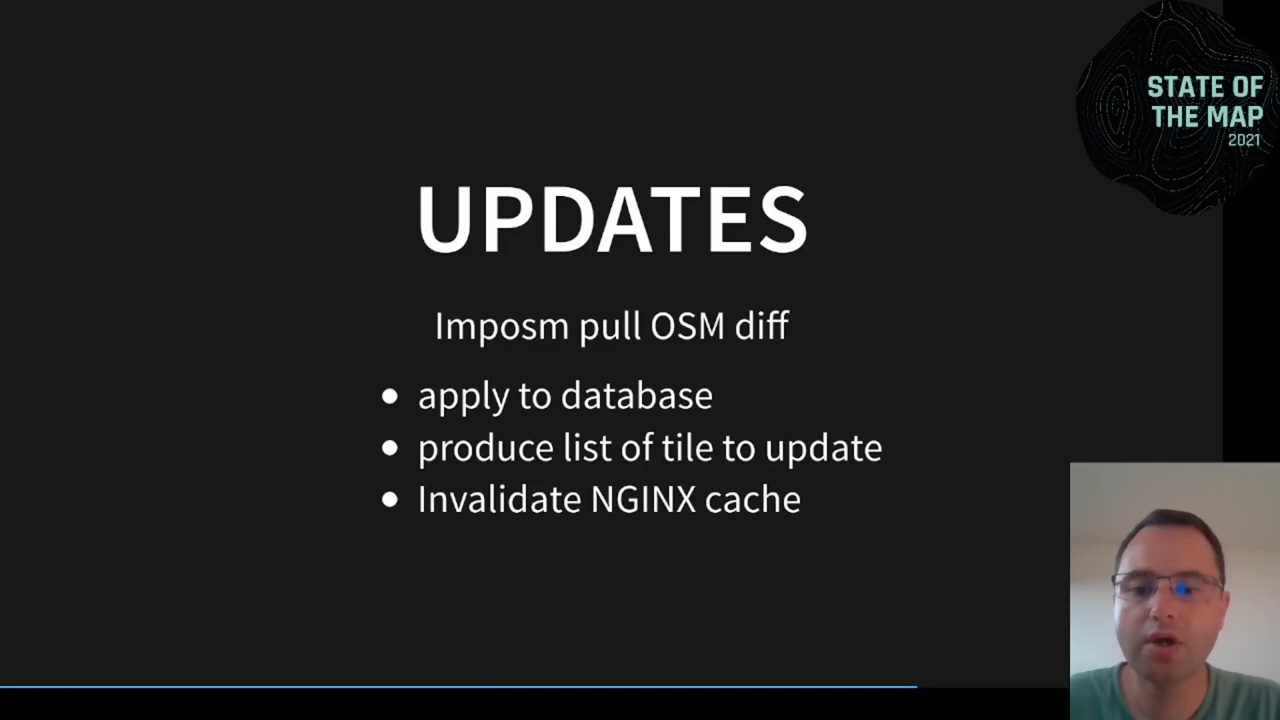 STATE OF
THE MAP
2021
UPDATES
Imposm pull OSM diff
apply to database
produce list of tile to update
Invalidate NGINX cache